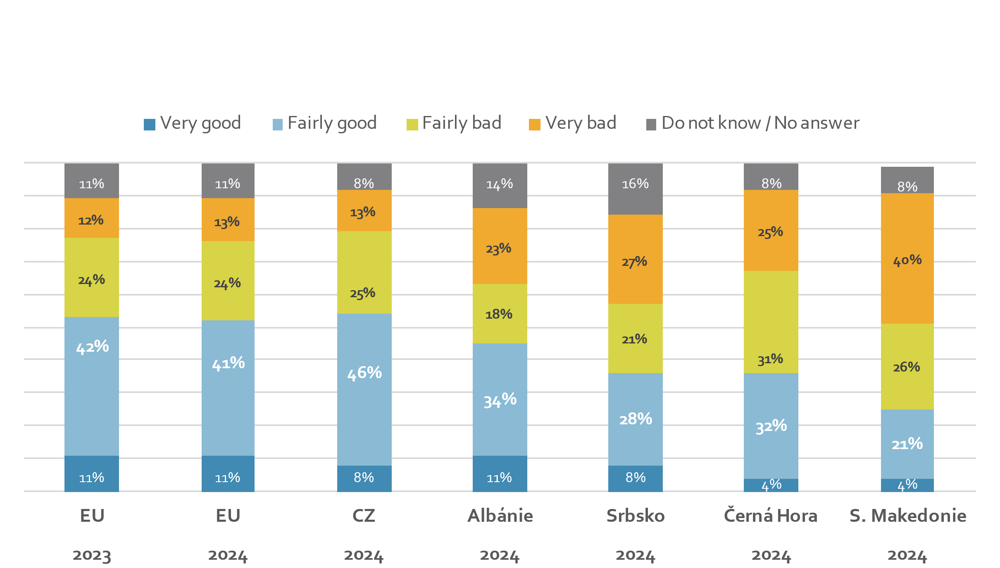 Very good Fairly good Fairly bad Very bad Do not know / No answer
11% 11% 8% 14% 16% 8% 8%
12% 13% 13% 23% 27% 25% 40%
24% 24% 25% 18% 21% 31% 26%
42% 41% 46% 34% 28% 32% 21%
11% 11% 8% 11% 8% 4% 4%
EU EU CZ Albánie Srbsko Černá Hora S. Makedonie
2023 2024 2024 2024 2024 2024 2024